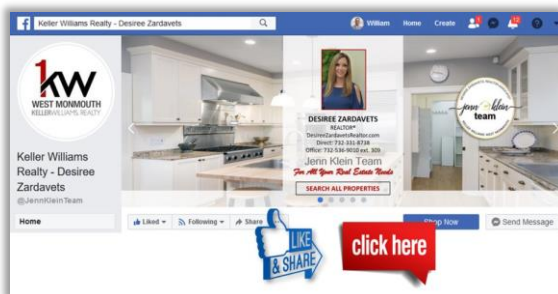 Keller Williams Realty - Desiree Zardavets
William
Home
Create
1kw
WEST MONMOUTH
KELLERWILLIAMS. REALTY
DESIREE ZARDAVETS
REALTOR®
DesireeZardavetsRealtor.com
Direct: 732-331-8738
Office: 732-536-9010 ext. 309
Jenn Klein Team
For All Your Real Estate Needs
SEARCH ALL PROPERTIES
jenn klein
team
Keller Williams
Realty - Desiree
Zardavets
@JennKleinTeam
Home
Liked
Following
Share
Shop Now
Send Message
LIKE
& SHARE
click here